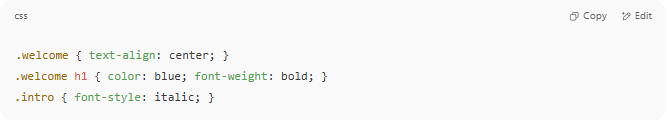 css Copy Edit
.welcome { text-align: center; }
.welcome h1 { color: blue; font-weight: bold; }
.intro { font-style: italic; }